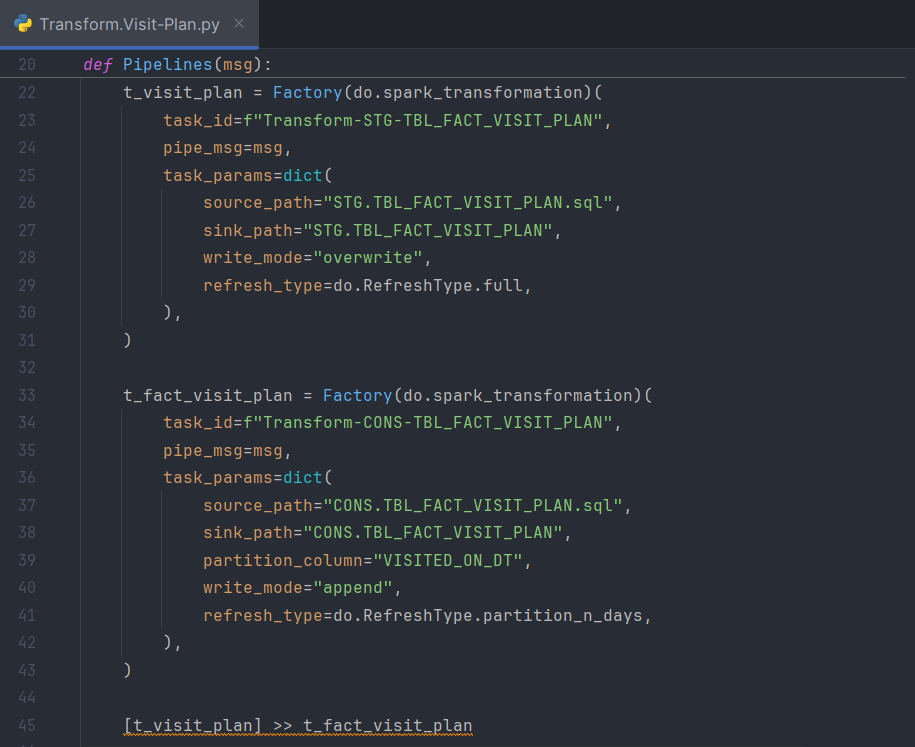 Transform.Visit-Plan.py ×
20 def Pipelines(msg):
22 t_visit_plan = Factory(do.spark_transformation)(
23 task_id=f"Transform-STG-TBL_FACT_VISIT_PLAN",
24 pipe_msg=msg,
25 task_params=dict(
26 source_path="STG.TBL_FACT_VISIT_PLAN.sql",
27 sink_path="STG.TBL_FACT_VISIT_PLAN",
28 write_mode="overwrite",
29 refresh_type=do.RefreshType.full,
30 ),
31 )
32
33 t_fact_visit_plan = Factory(do.spark_transformation)(
34 task_id=f"Transform-CONS-TBL_FACT_VISIT_PLAN",
35 pipe_msg=msg,
36 task_params=dict(
37 source_path="CONS.TBL_FACT_VISIT_PLAN.sql",
38 sink_path="CONS.TBL_FACT_VISIT_PLAN",
39 partition_column="VISITED_ON_DT",
40 write_mode="append",
41 refresh_type=do.RefreshType.partition_n_days,
42 ),
43 )
44
45 [t_visit_plan] >> t_fact_visit_plan